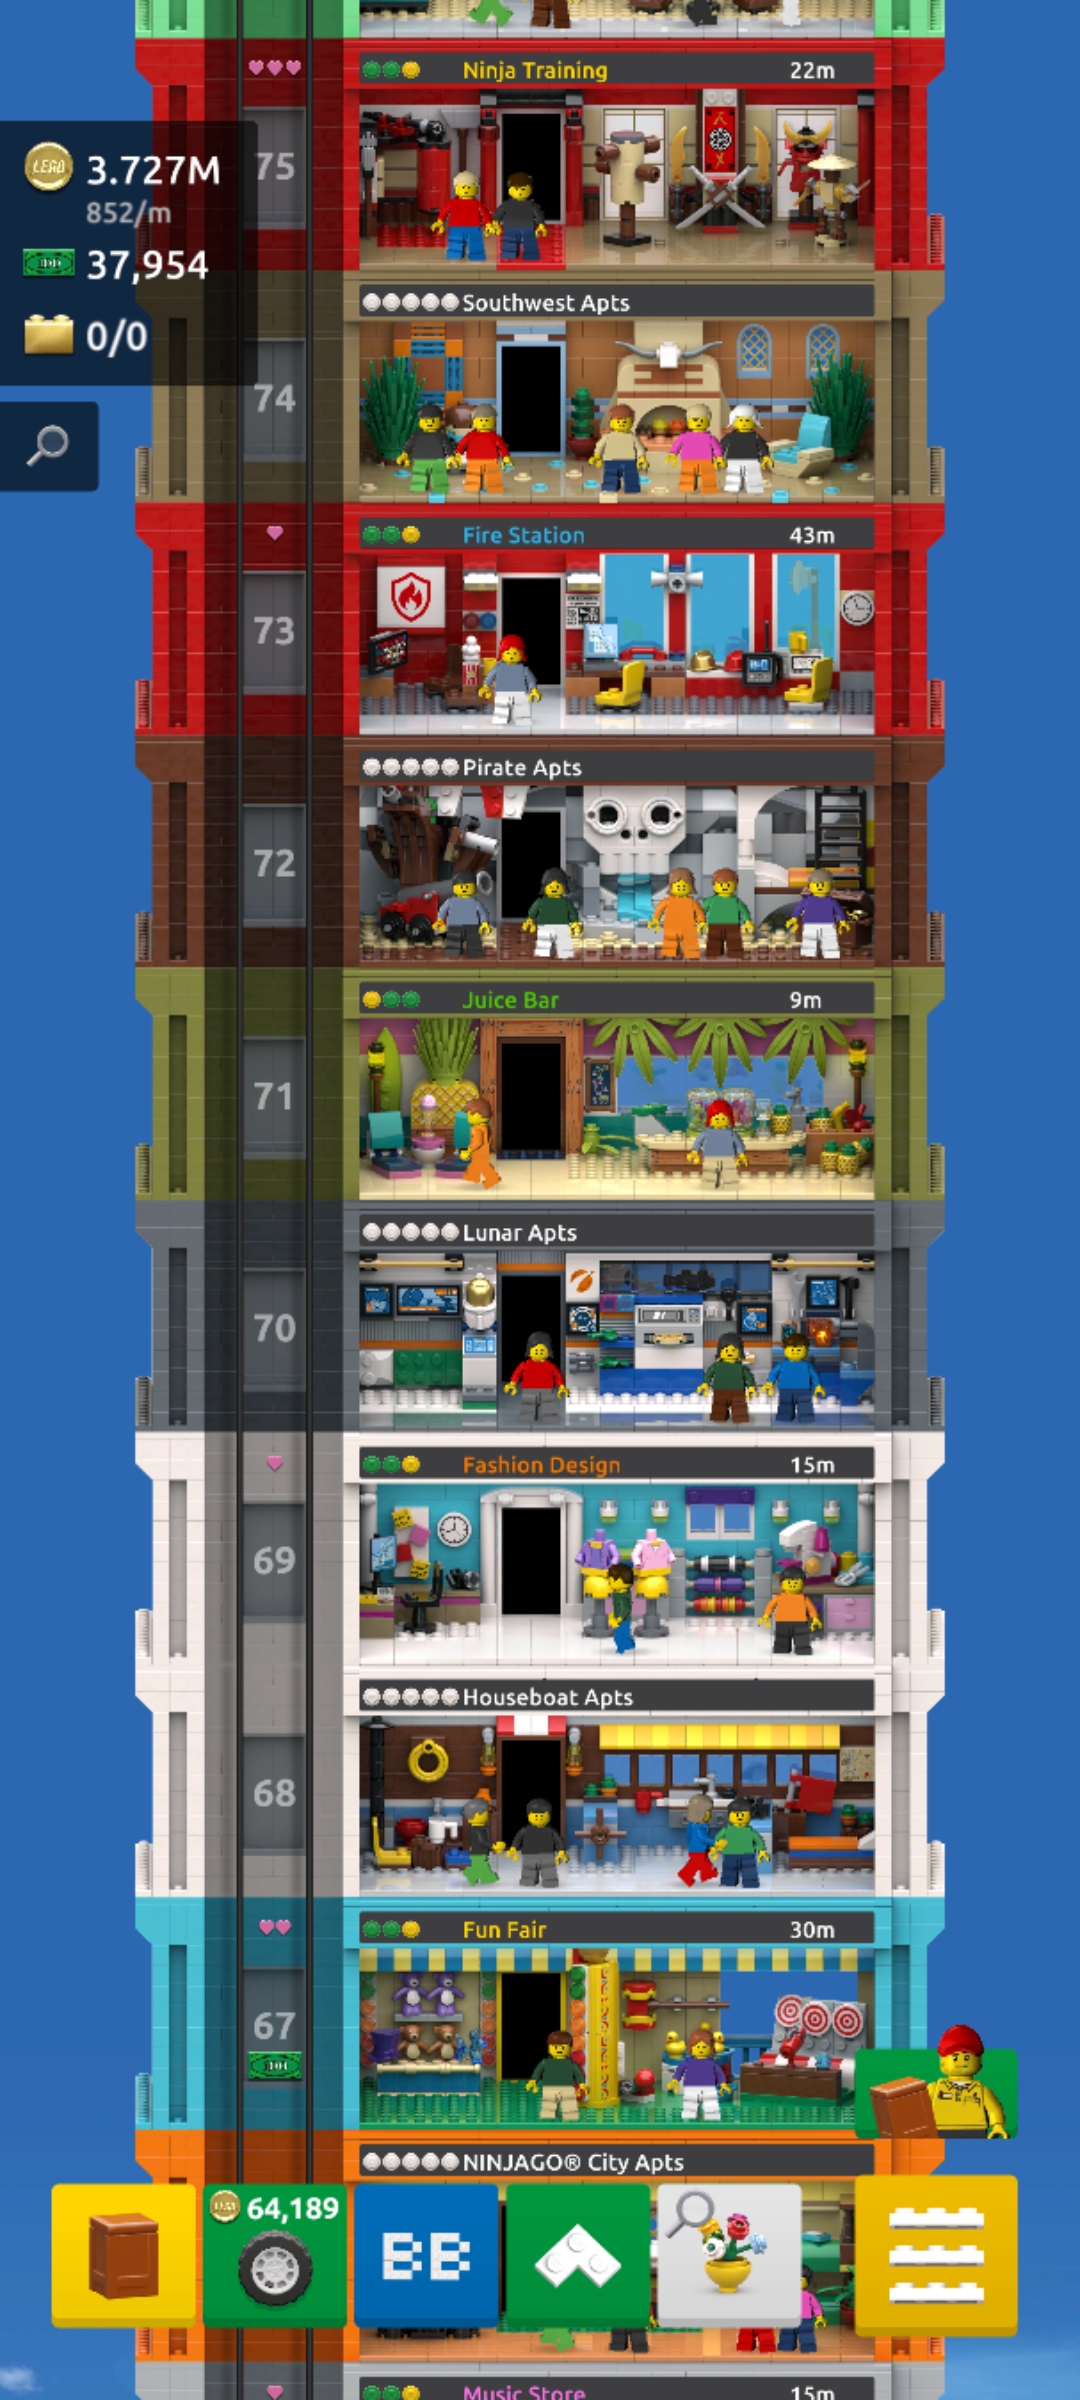 Ninja Training 22m
75
LEGO 3.727M
852/m
37,954
0/0
Southwest Apts
74
Fire Station 43m
73
Pirate Apts
72
Juice Bar 9m
71
Lunar Apts
70
Fashion Design 15m
69
Houseboat Apts
68
Fun Fair 30m
67
NINJAGO® City Apts
64,189
BB
Music Store 15m